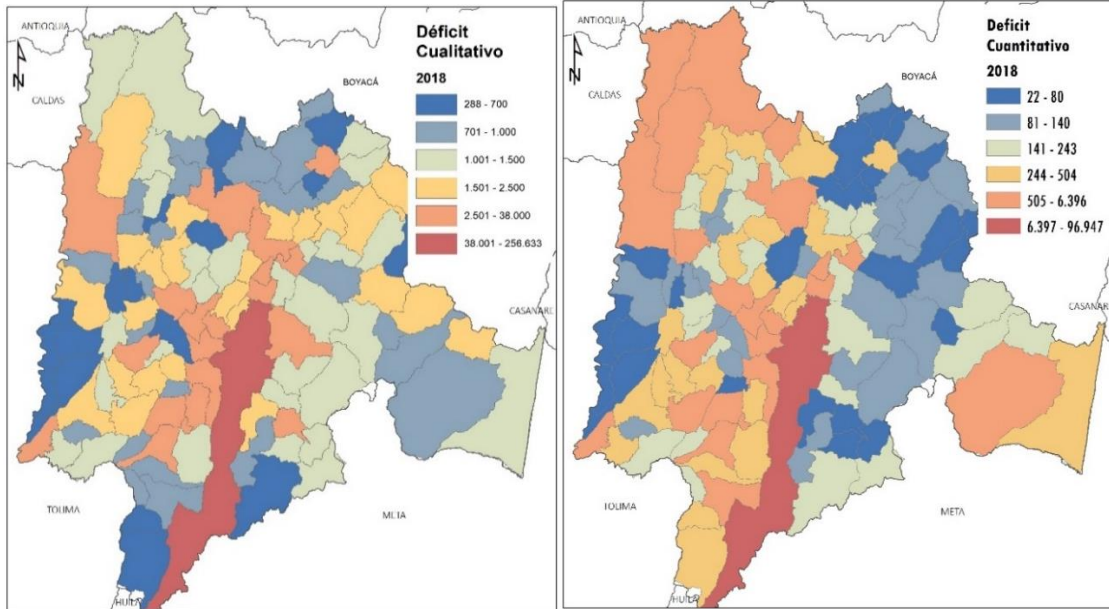 ANTIOQUIA
N
CALDAS
BOYACÁ
CASANARE
TOLIMA
META
HUILA
Déficit
Cualitativo
2018
288 - 700
701 - 1.000
1.001 - 1.500
1.501 - 2.500
2.501 - 38.000
38.001 - 256.633
ANTIOQUIA
N
CALDAS
BOYACÁ
CASANARE
TOLIMA
META
HUILA
Deficit
Cuantitativo
2018
22 - 80
81 - 140
141 - 243
244 - 504
505 - 6.396
6.397 - 96.947